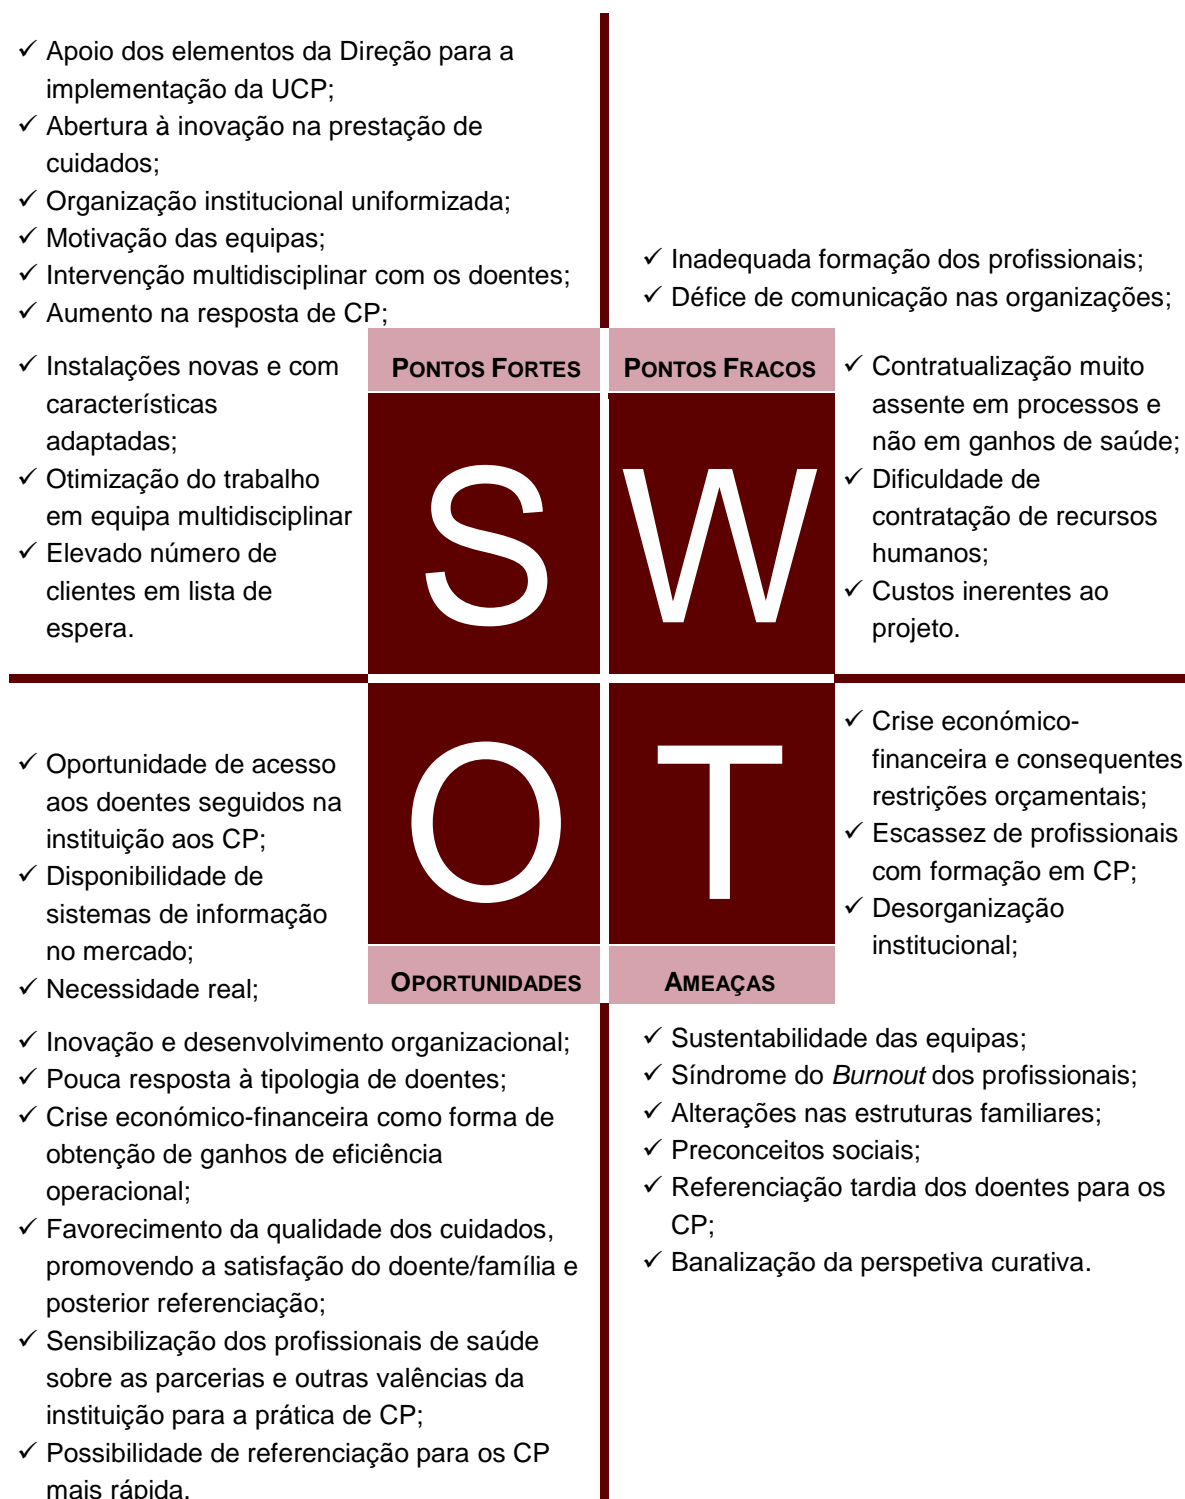 ✓ Apoio dos elementos da Direção para a
implementação da UCP;
✓ Abertura à inovação na prestação de
cuidados;
✓ Organização institucional uniformizada;
✓ Motivação das equipas;
✓ Intervenção multidisciplinar com os doentes;
✓ Aumento na resposta de CP;
✓ Instalações novas e com
características
adaptadas;
✓ Otimização do trabalho
em equipa multidisciplinar
✓ Elevado número de
clientes em lista de
espera.
PONTOS FORTES
S
✓ Inadequada formação dos profissionais;
✓ Défice de comunicação nas organizações;
PONTOS FRACOS
W
✓ Contratualização muito
assente em processos e
não em ganhos de saúde;
✓ Dificuldade de
contratação de recursos
humanos;
✓ Custos inerentes ao
projeto.
✓ Oportunidade de acesso
aos doentes seguidos na
instituição aos CP;
✓ Disponibilidade de
sistemas de informação
no mercado;
✓ Necessidade real;
O
OPORTUNIDADES
✓ Inovação e desenvolvimento organizacional;
✓ Pouca resposta à tipologia de doentes;
✓ Crise económico-financeira como forma de
obtenção de ganhos de eficiência
operacional;
✓ Favorecimento da qualidade dos cuidados,
promovendo a satisfação do doente/família e
posterior referenciação;
✓ Sensibilização dos profissionais de saúde
sobre as parcerias e outras valências da
instituição para a prática de CP;
✓ Possibilidade de referenciação para os CP
mais rápida.
T
AMEAÇAS
✓ Crise económico-
financeira e consequentes
restrições orçamentais;
✓ Escassez de profissionais
com formação em CP;
✓ Desorganização
institucional;
✓ Sustentabilidade das equipas;
✓ Síndrome do Burnout dos profissionais;
✓ Alterações nas estruturas familiares;
✓ Preconceitos sociais;
✓ Referenciação tardia dos doentes para os
CP;
✓ Banalização da perspetiva curativa.